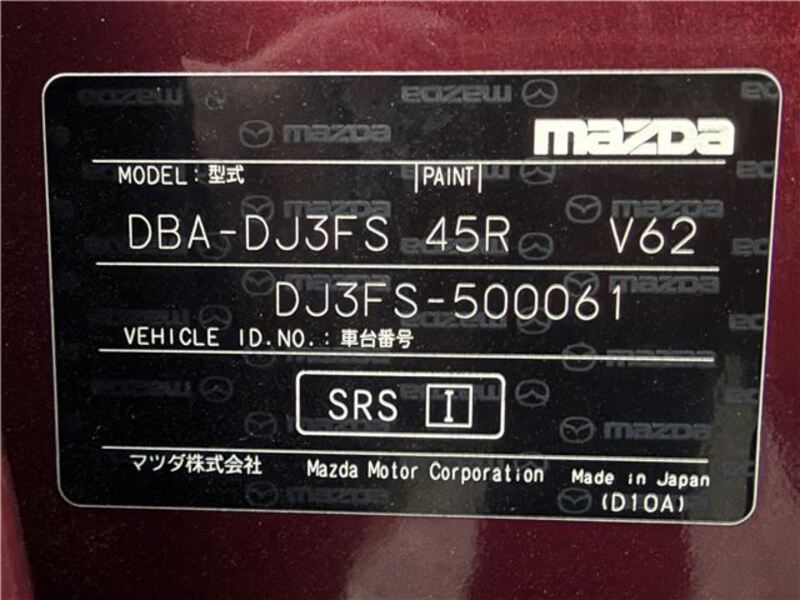 mazda
MODEL: 型式 PAINT
DBA-DJ3FS 45R V62
DJ3FS-500061
VEHICLE ID.NO.: 車台番号
SRS I
マツダ株式会社 Mazda Motor Corporation Made in Japan
(D10A)